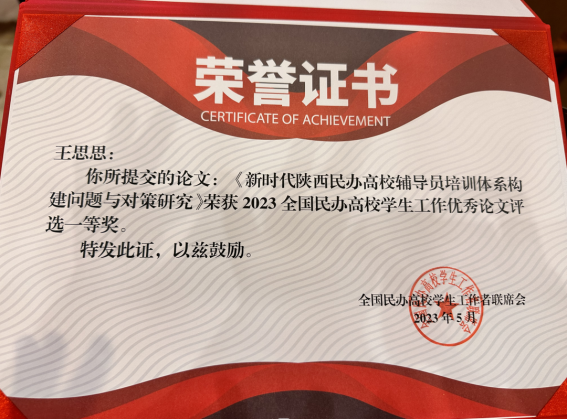 荣誉证书
CERTIFICATE OF ACHIEVEMENT
王思思：
你所提交的论文：《新时代陕西民办高校辅导员培训体系构
建问题与对策研究》荣获 2023 全国民办高校学生工作优秀论文评
选一等奖。
特发此证，以兹鼓励。
全国民办高校学生工作者联席会
2023 年 5 月